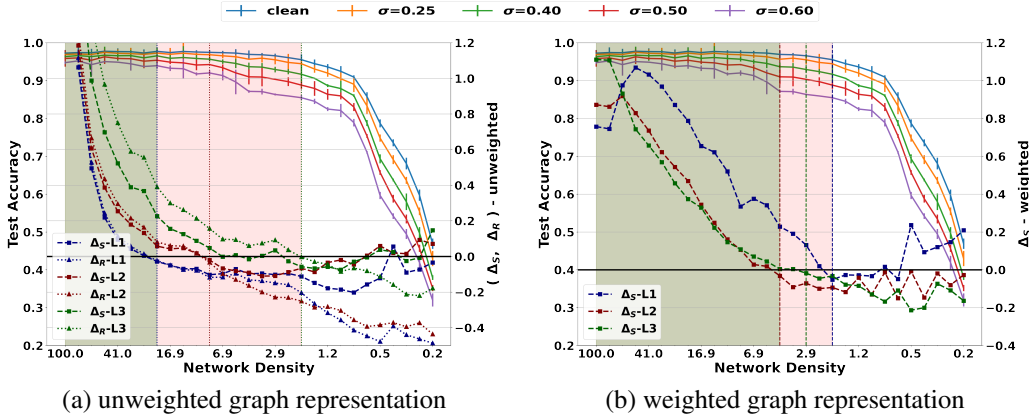 clean σ=0.25 σ=0.40 σ=0.50 σ=0.60
1.0
0.9
0.8
0.7
0.6
0.5
0.4
0.3
0.2
Test Accuracy
1.2
1.0
0.8
0.6
0.4
0.2
0.0
−0.2
−0.4
( Δ_S, Δ_R ) - unweighted
Δ_S-L1
Δ_R-L1
Δ_S-L2
Δ_R-L2
Δ_S-L3
Δ_R-L3
100.0 41.0 16.9 6.9 2.9 1.2 0.5 0.2
Network Density
(a) unweighted graph representation
1.0
0.9
0.8
0.7
0.6
0.5
0.4
0.3
0.2
Test Accuracy
1.2
1.0
0.8
0.6
0.4
0.2
0.0
−0.2
−0.4
Δ_S - weighted
Δ_S-L1
Δ_S-L2
Δ_S-L3
100.0 41.0 16.9 6.9 2.9 1.2 0.5 0.2
Network Density
(b) weighted graph representation